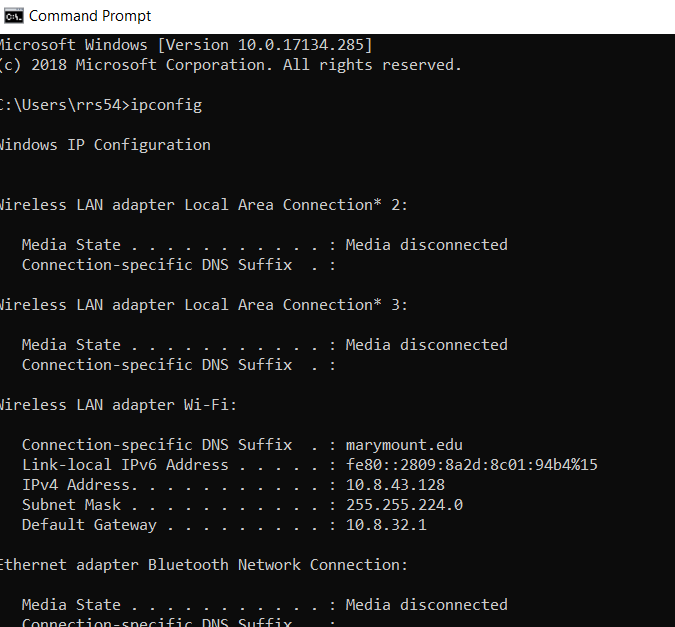 Command Prompt
Microsoft Windows [Version 10.0.17134.285]
(c) 2018 Microsoft Corporation. All rights reserved.
C:\Users\rrs54>ipconfig
Windows IP Configuration
Wireless LAN adapter Local Area Connection* 2:
Media State . . . . . . . . . . . : Media disconnected
Connection-specific DNS Suffix  . :
Wireless LAN adapter Local Area Connection* 3:
Media State . . . . . . . . . . . : Media disconnected
Connection-specific DNS Suffix  . :
Wireless LAN adapter Wi-Fi:
Connection-specific DNS Suffix  . : marymount.edu
Link-local IPv6 Address . . . . . : fe80::2809:8a2d:8c01:94b4%15
IPv4 Address. . . . . . . . . . . : 10.8.43.128
Subnet Mask . . . . . . . . . . . : 255.255.224.0
Default Gateway . . . . . . . . . : 10.8.32.1
Ethernet adapter Bluetooth Network Connection:
Media State . . . . . . . . . . . : Media disconnected
Connection-specific DNS Suffix  . :